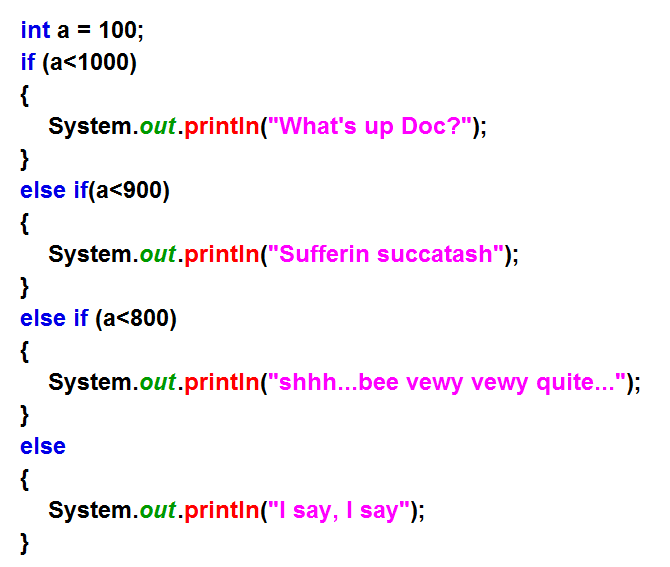 int a = 100;
if (a<1000)
{
System.out.println("What's up Doc?");
}
else if(a<900)
{
System.out.println("Sufferin succatash");
}
else if (a<800)
{
System.out.println("shhh...bee vewy vewy quite...");
}
else
{
System.out.println("I say, I say");
}